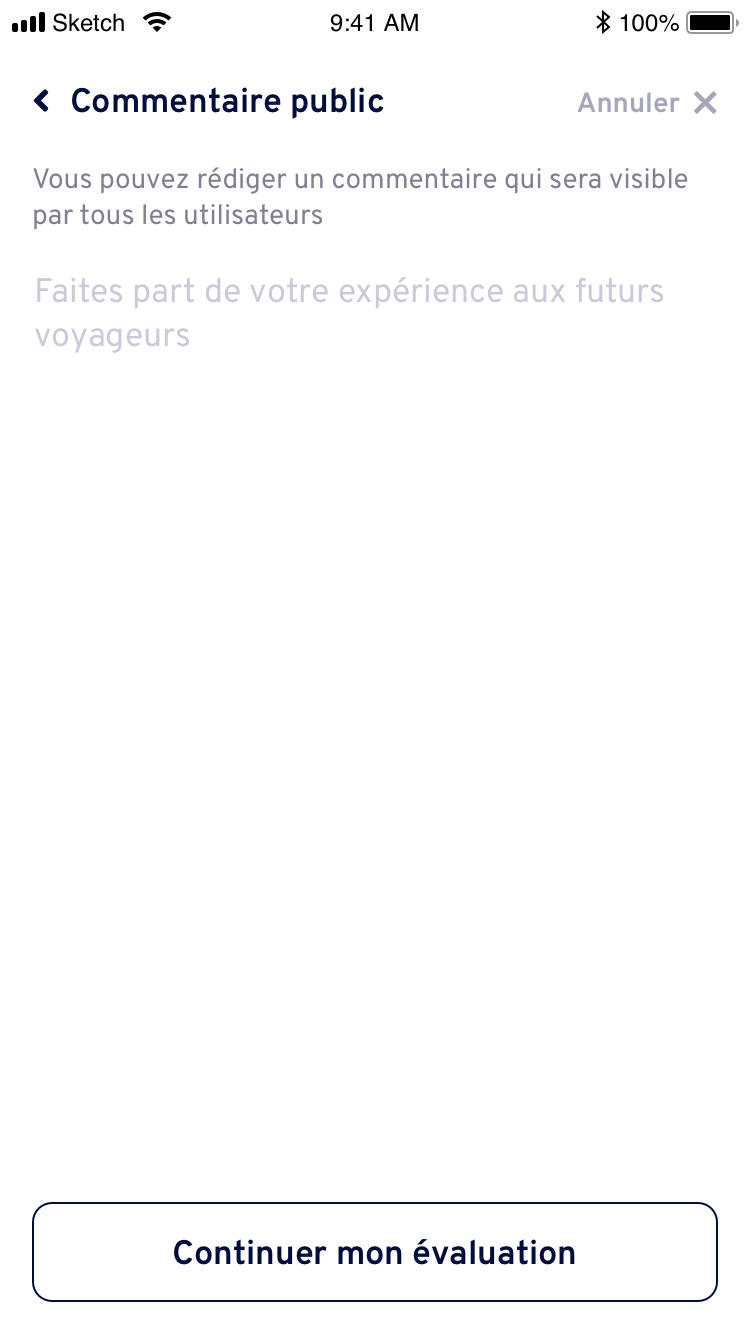 Sketch 9:41 AM 100%
Commentaire public Annuler
Vous pouvez rédiger un commentaire qui sera visible
par tous les utilisateurs
Faites part de votre expérience aux futurs
voyageurs
Continuer mon évaluation